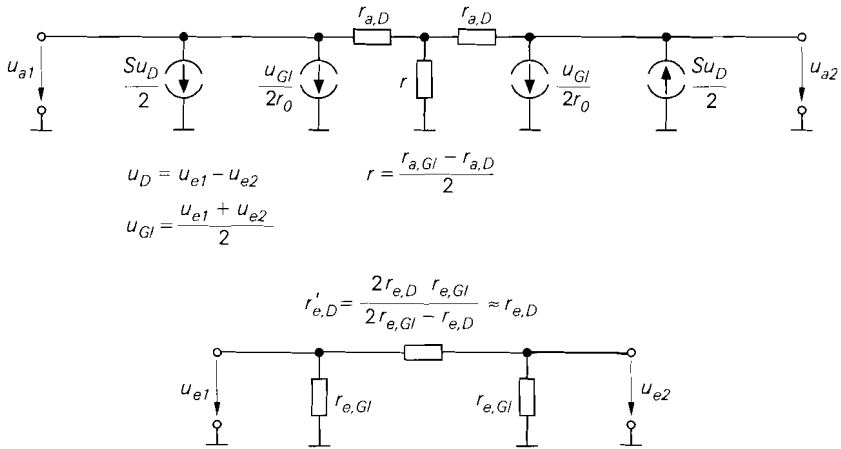 r_{a,D} r_{a,D}
u_{a1} Su_D/2 u_{Gl}/2r_0 r u_{Gl}/2r_0 Su_D/2 u_{a2}
u_D = u_{e1} – u_{e2} r = (r_{a,Gl} – r_{a,D})/2
u_{Gl} = (u_{e1} + u_{e2})/2
r'_{e,D} = (2r_{e,D} r_{e,Gl})/(2r_{e,Gl} – r_{e,D}) ≈ r_{e,D}
u_{e1} r_{e,Gl} r_{e,Gl} u_{e2}